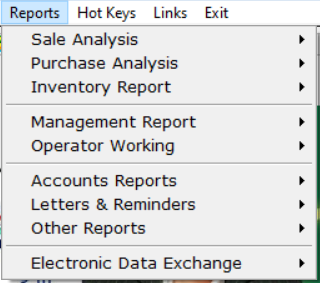 Reports Hot Keys Links Exit
Sale Analysis
Purchase Analysis
Inventory Report
Management Report
Operator Working
Accounts Reports
Letters & Reminders
Other Reports
Electronic Data Exchange